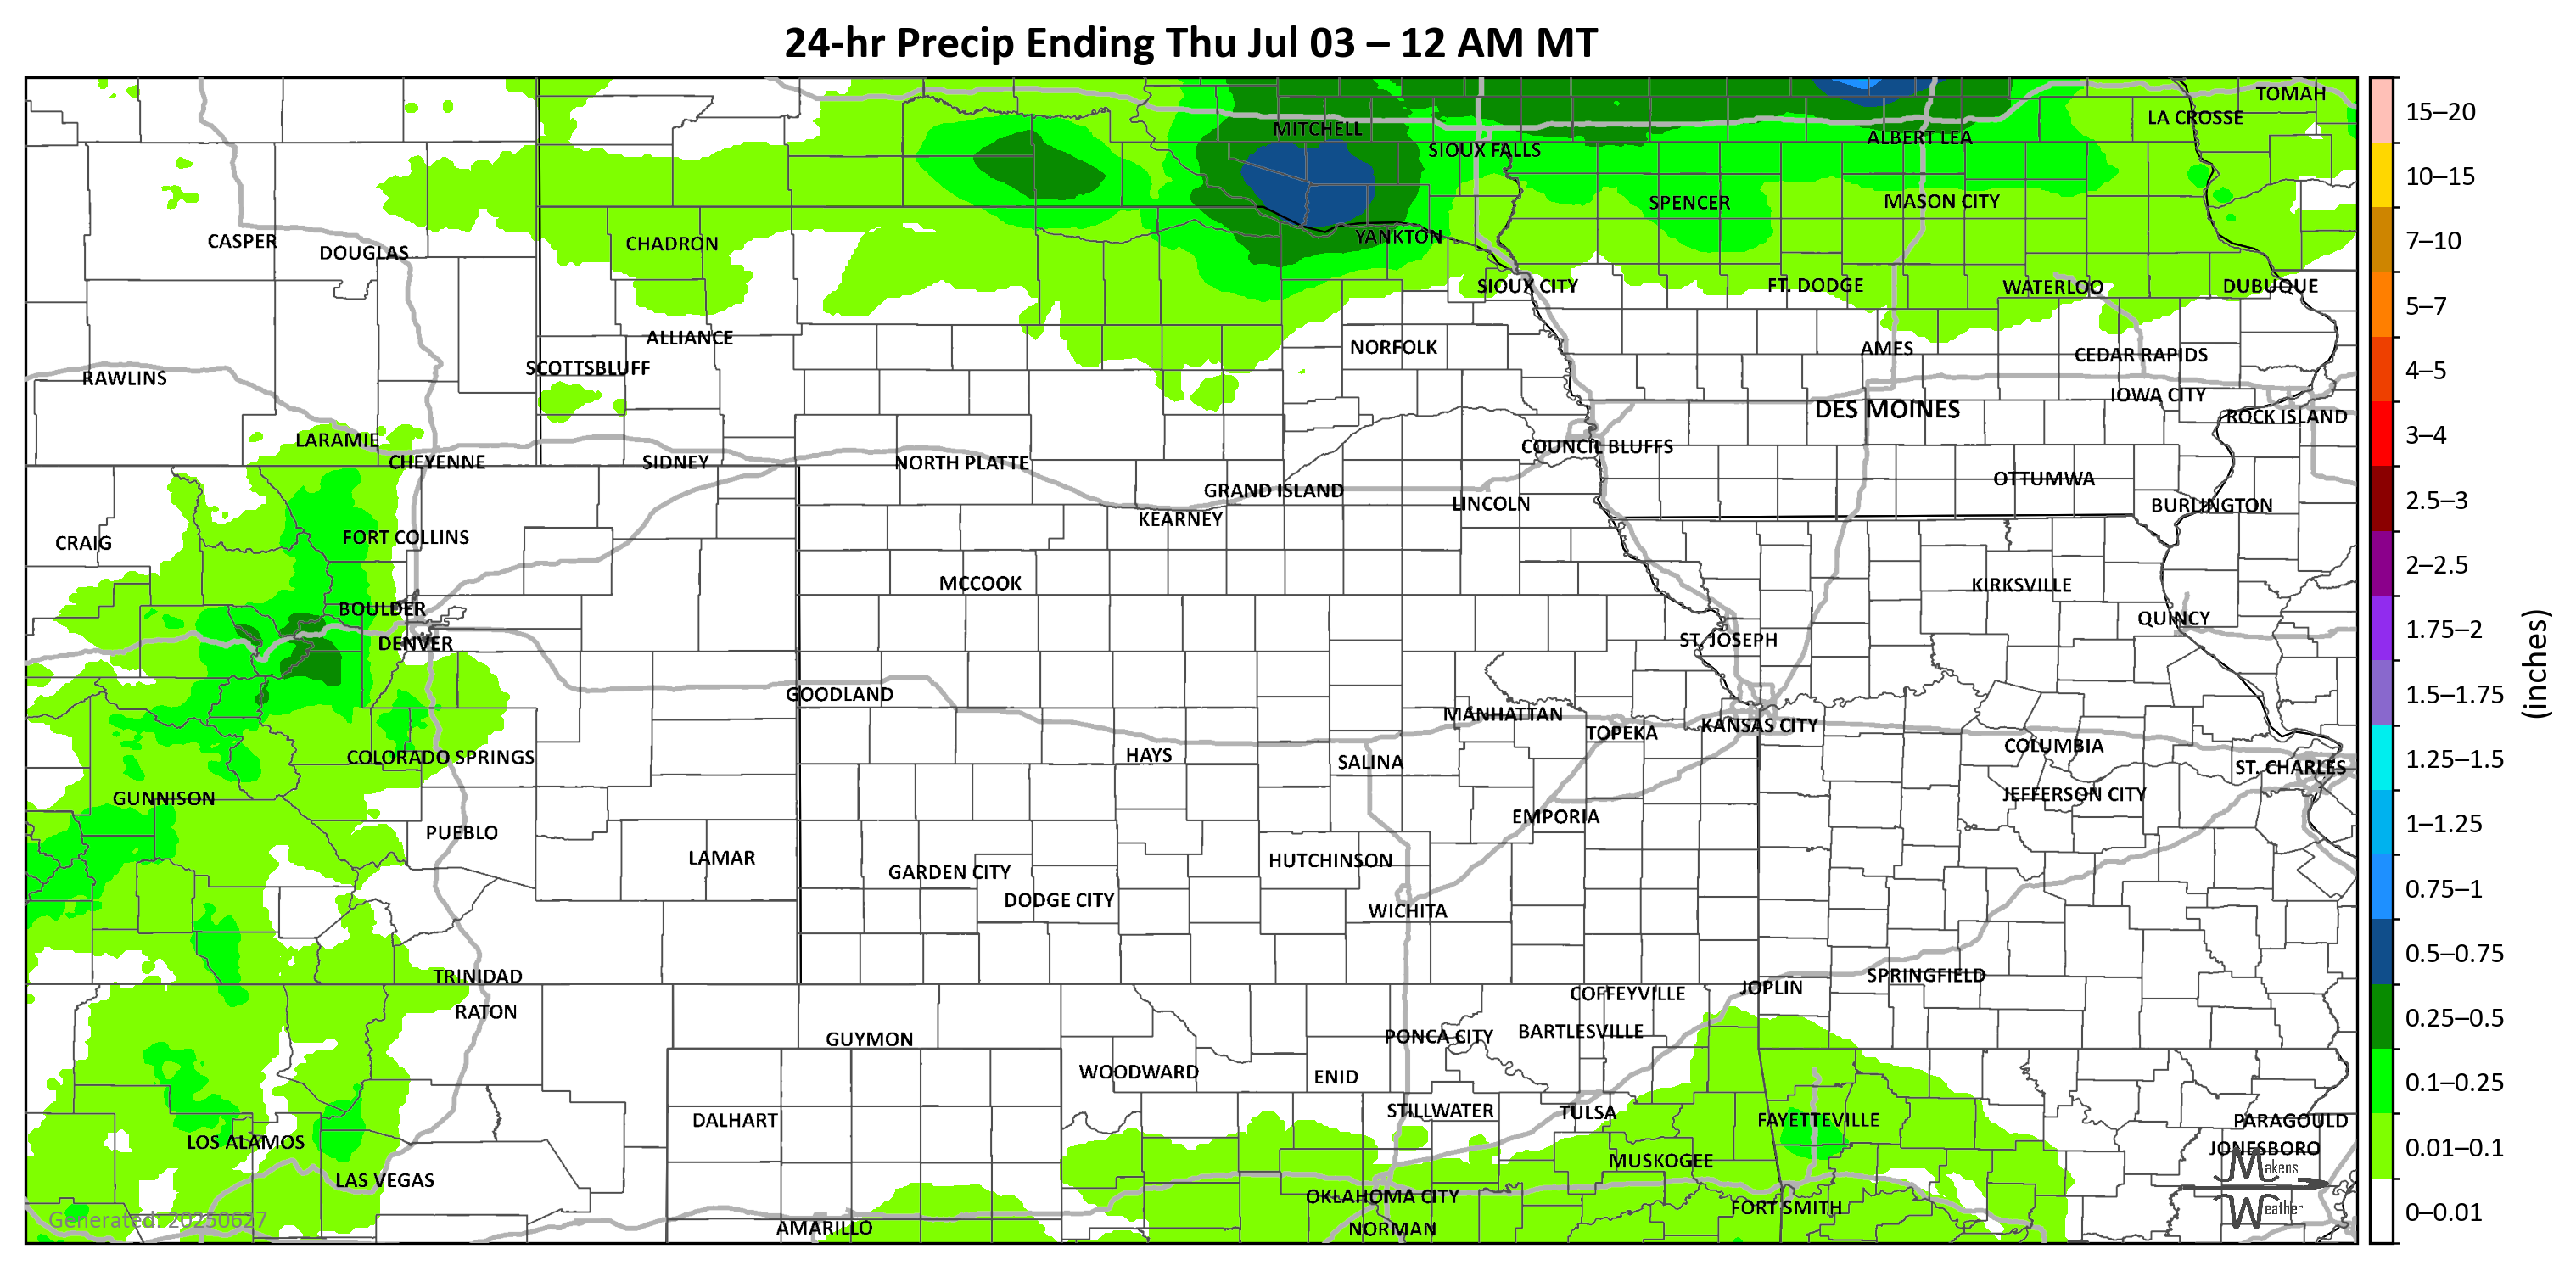 24-hr Precip Ending Thu Jul 03 – 12 AM MT
TOMAH
LA CROSSE
MITCHELL
ALBERT LEA
SIOUX FALLS
SPENCER
MASON CITY
CASPER
DOUGLAS
CHADRON
YANKTON
SIOUX CITY
FT. DODGE
WATERLOO
DUBUQUE
ALLIANCE
NORFOLK
AMES
CEDAR RAPIDS
SCOTTSBLUFF
RAWLINS
IOWA CITY
DES MOINES
ROCK ISLAND
LARAMIE
COUNCIL BLUFFS
CHEYENNE
SIDNEY
NORTH PLATTE
GRAND ISLAND
OTTUMWA
LINCOLN
BURLINGTON
KEARNEY
CRAIG
FORT COLLINS
MCCOOK
KIRKSVILLE
BOULDER
QUINCY
DENVER
ST. JOSEPH
GOODLAND
MANHATTAN
TOPEKA
KANSAS CITY
COLUMBIA
COLORADO SPRINGS
HAYS
SALINA
ST. CHARLES
GUNNISON
JEFFERSON CITY
EMPORIA
PUEBLO
LAMAR
HUTCHINSON
GARDEN CITY
DODGE CITY
WICHITA
TRINIDAD
SPRINGFIELD
JOPLIN
COFFEYVILLE
RATON
GUYMON
PONCA CITY
BARTLESVILLE
WOODWARD
ENID
STILLWATER
TULSA
DALHART
FAYETTEVILLE
PARAGOULD
LOS ALAMOS
JONESBORO
MUSKOGEE
LAS VEGAS
OKLAHOMA CITY
FORT SMITH
AMARILLO
NORMAN
Generated: 20250627
Makens
Weather
15–20
10–15
7–10
5–7
4–5
3–4
2.5–3
2–2.5
1.75–2
1.5–1.75
1.25–1.5
1–1.25
0.75–1
0.5–0.75
0.25–0.5
0.1–0.25
0.01–0.1
0–0.01
(inches)